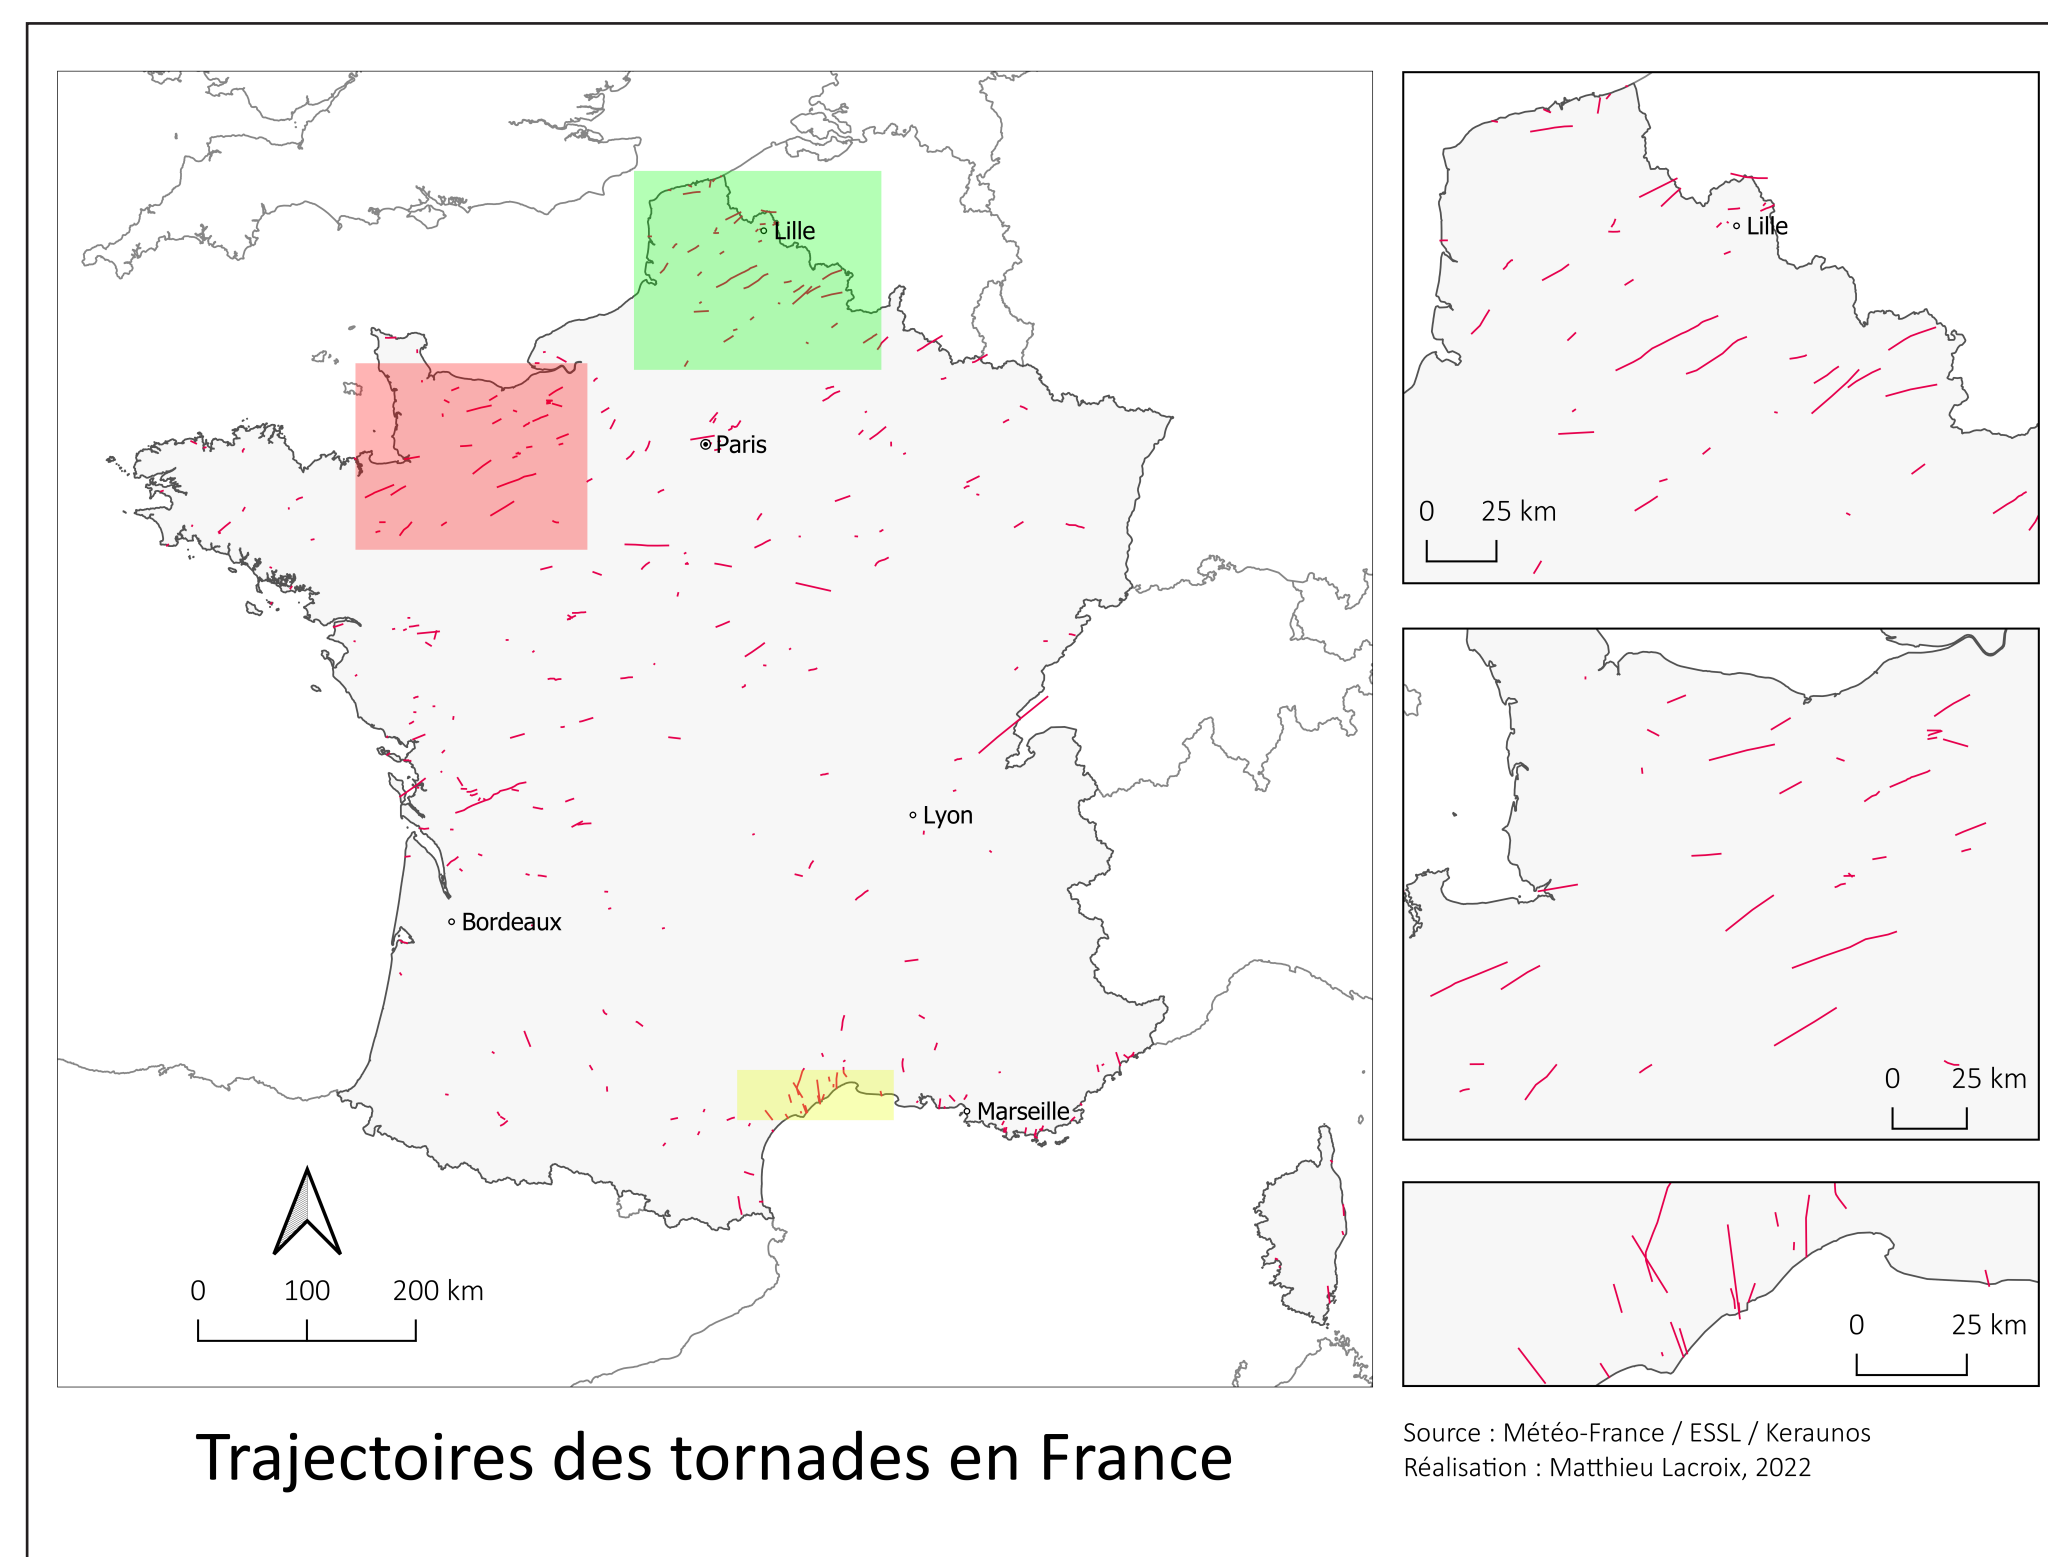 Lille
Paris
Lyon
Bordeaux
Marseille
0 100 200 km
Lille
0 25 km
0 25 km
0 25 km
Trajectoires des tornades en France
Source : Météo-France / ESSL / Keraunos
Réalisation : Matthieu Lacroix, 2022